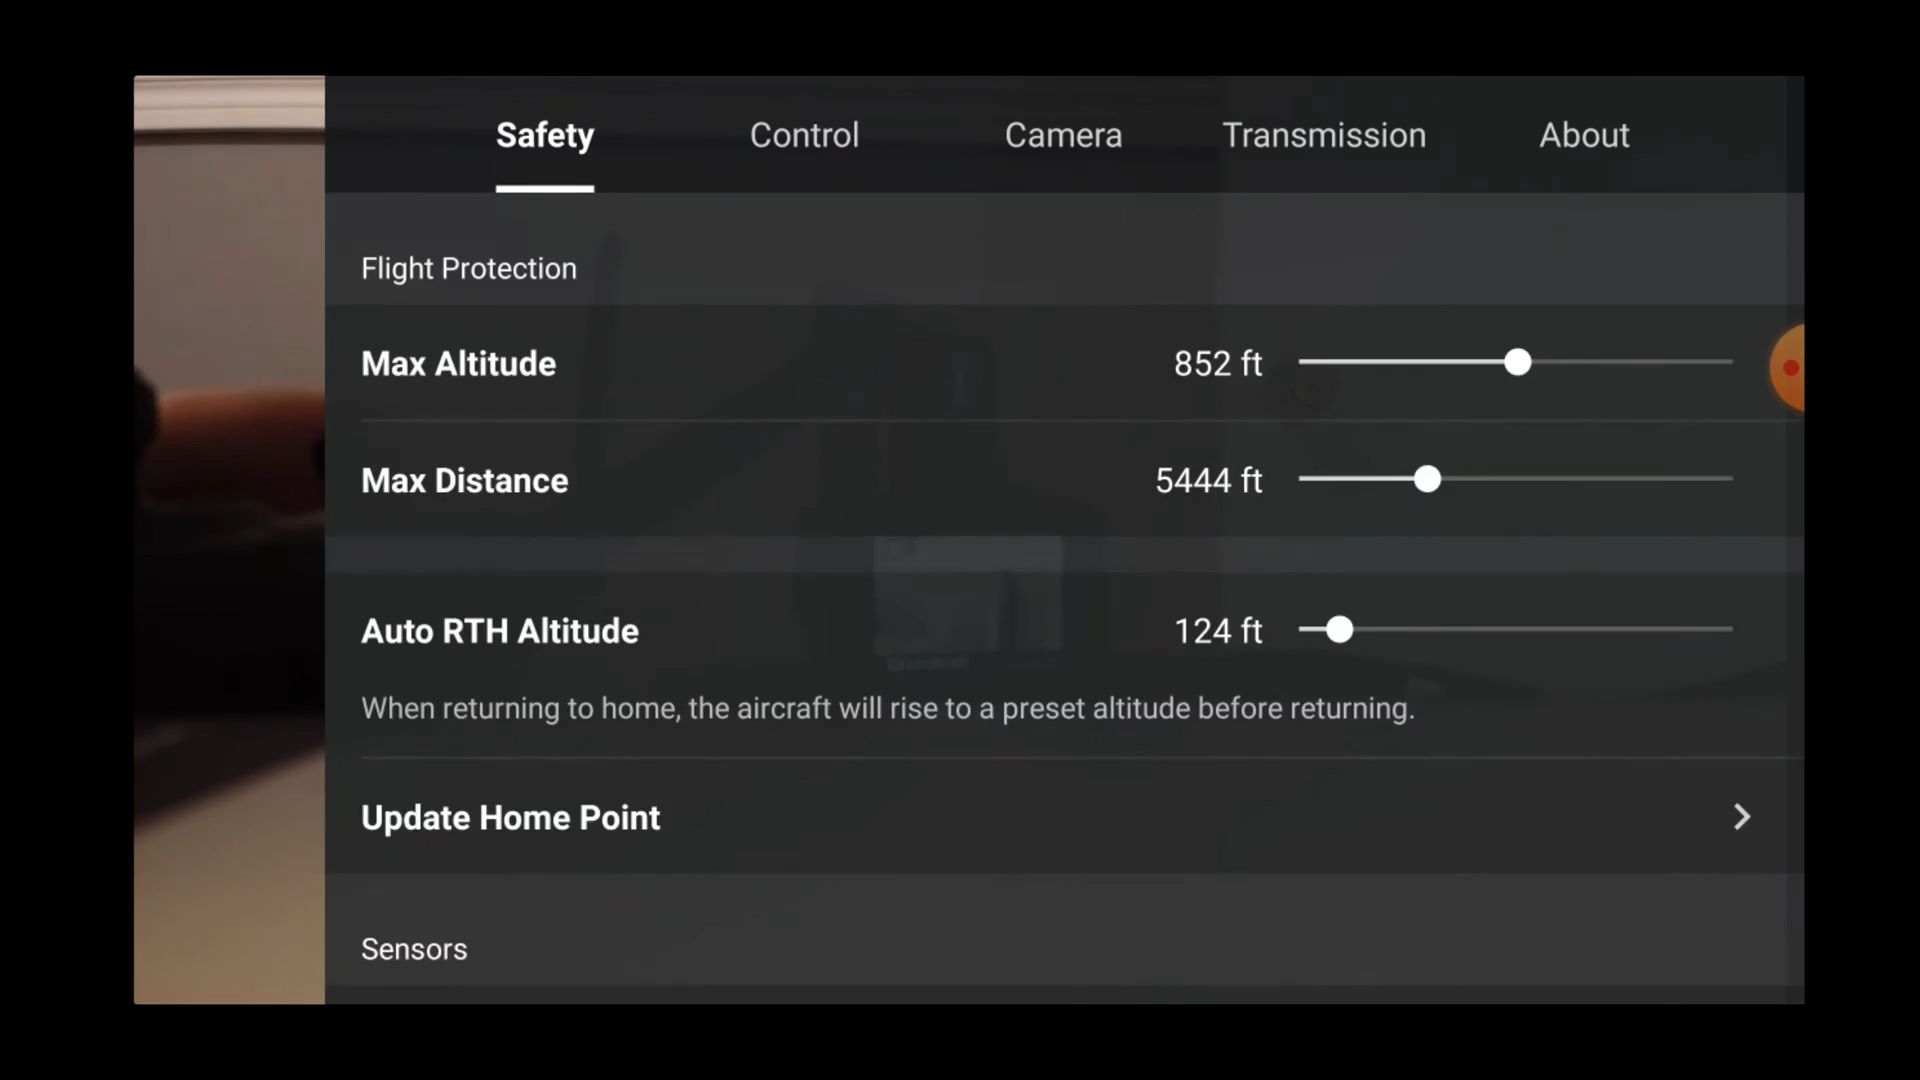 Safety Control Camera Transmission About
Flight Protection
Max Altitude 852 ft
Max Distance 5444 ft
Auto RTH Altitude 124 ft
When returning to home, the aircraft will rise to a preset altitude before returning.
Update Home Point
Sensors